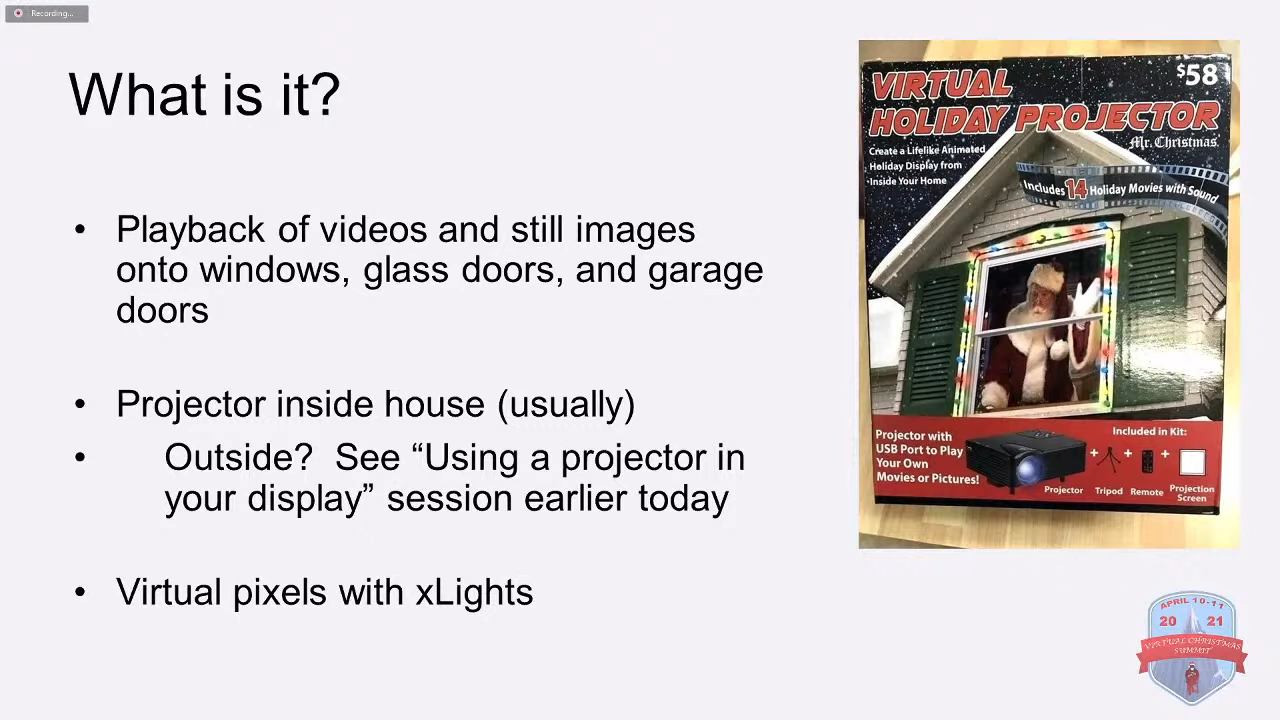 Recording...
What is it?
• Playback of videos and still images
onto windows, glass doors, and garage
doors
• Projector inside house (usually)
• Outside?  See “Using a projector in
your display” session earlier today
• Virtual pixels with xLights
$58
VIRTUAL
HOLIDAY PROJECTOR
Mr. Christmas
Create a Lifelike Animated
Holiday Display from
Inside Your Home
Includes 14 Holiday Movies with Sound
Projector with
USB Port to Play
Your Own
Movies or Pictures!
Included in Kit:
+ + +
Projector Tripod Remote Projection
Screen
APRIL 10-11
20 21
VIRTUAL CHRISTMAS
SUMMIT